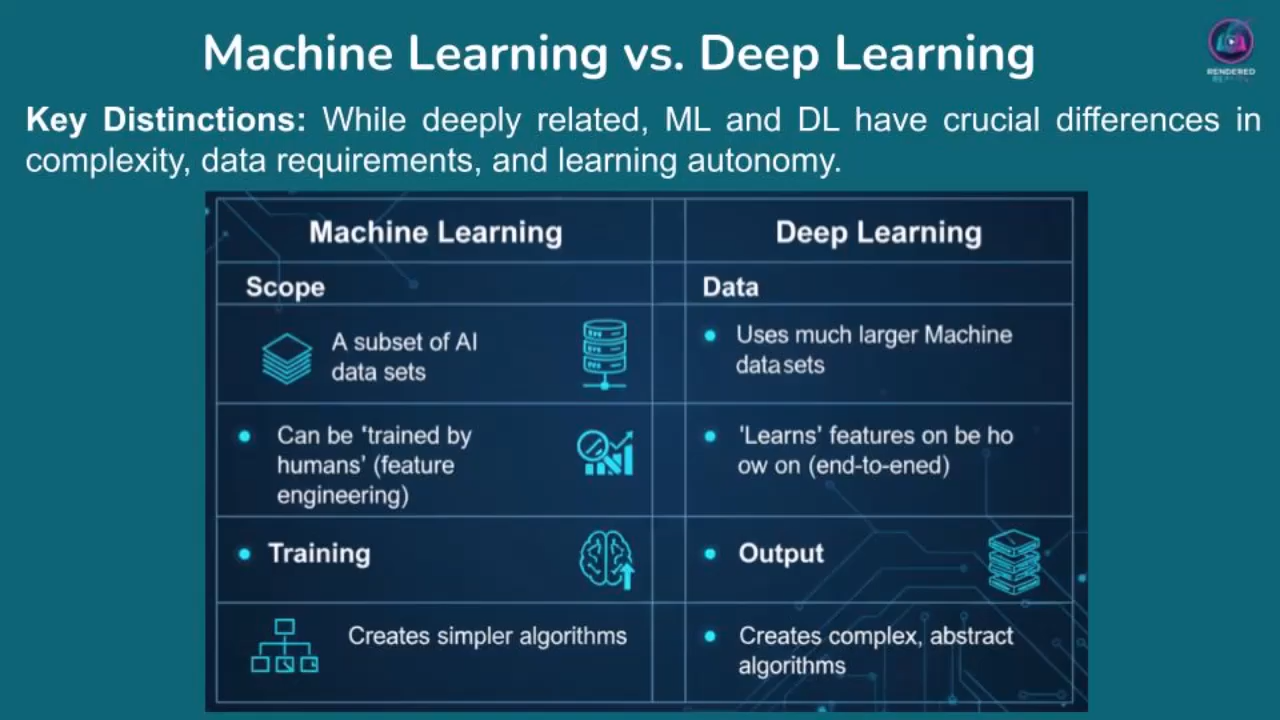 Machine Learning vs. Deep Learning
RENDERED
Key Distinctions: While deeply related, ML and DL have crucial differences in
complexity, data requirements, and learning autonomy.
Machine Learning
Deep Learning
Scope
Data
A subset of AI
data sets
Uses much larger Machine
data sets
Can be 'trained by
humans' (feature
engineering)
'Learns' features on be ho
ow on (end-to-ened)
Training
Output
Creates simpler algorithms
Creates complex, abstract
algorithms